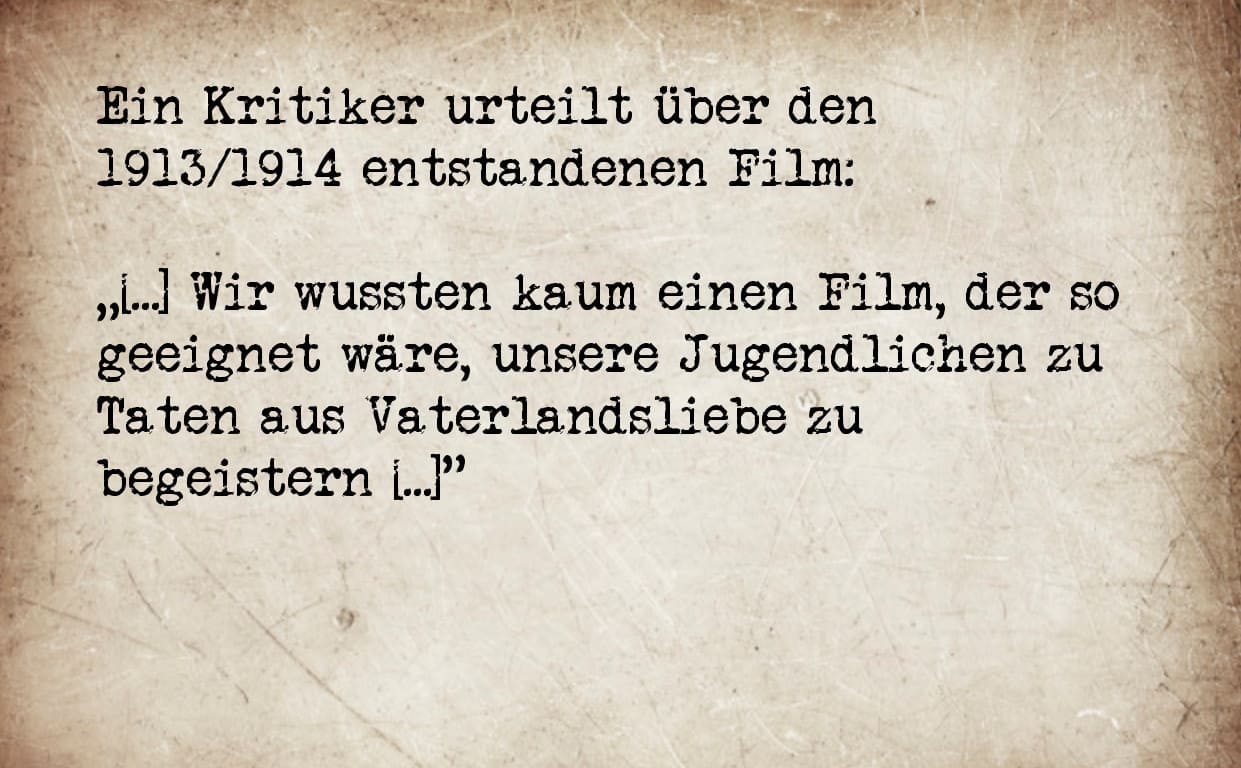 Ein Kritiker urteilt über den
1913/1914 entstandenen Film:
„[...] Wir wussten kaum einen Film, der so
geeignet wäre, unsere Jugendlichen zu
Taten aus Vaterlandsliebe zu
begeistern [...]”